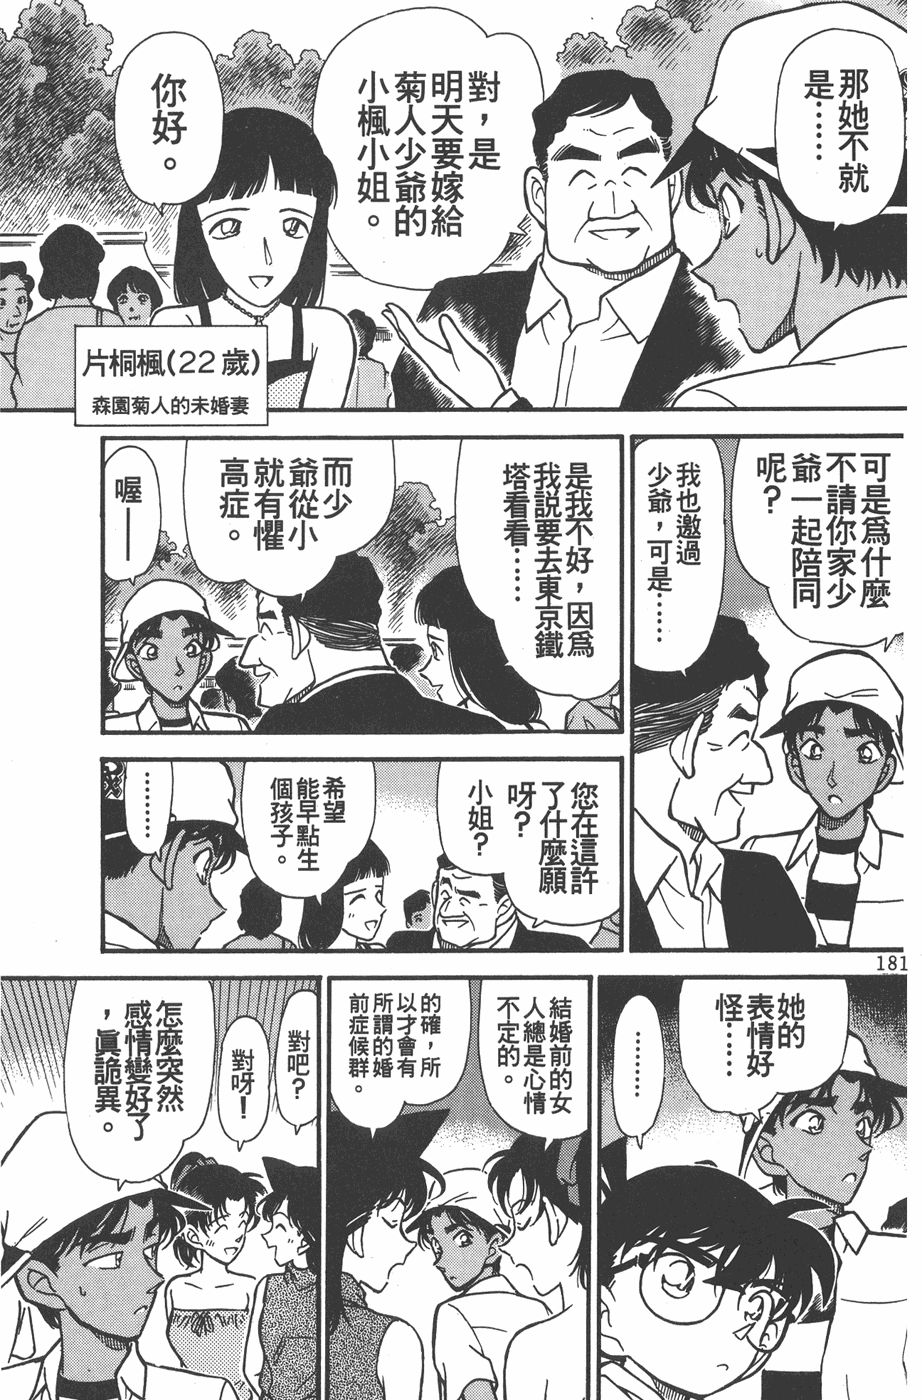 那她不就
是……
對，是
明天要嫁給
菊人少爺的
小楓小姐。
你好。
片桐楓(22歲)
森園菊人的未婚妻
可是爲什麼
不請你家少
爺一起陪同
呢？
我也邀過
少爺，可是……
是我不好，因爲
我說要去東京鐵
塔看看……
而少
爺從小
就有懼
高症。
喔——
您在這許
了什麼願
呀？
小姐？
希望
能早點生
個孩子。
……
181
她的
表情好
怪……
……
結婚前的女
人總是心情
不定的。
的確，所
以才會有
所謂的婚
前症候群。
對吧？
對呀！
怎麼突然
感情變好了
，眞詭異。